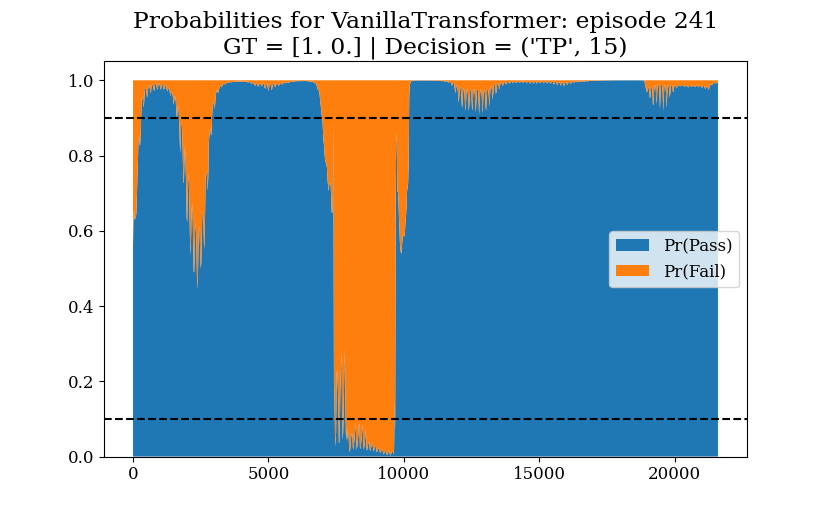 Probabilities for VanillaTransformer: episode 241
GT = [1. 0.] | Decision = ('TP', 15)
1.0
0.8
0.6
0.4
0.2
0.0
Pr(Pass)
Pr(Fail)
0 5000 10000 15000 20000